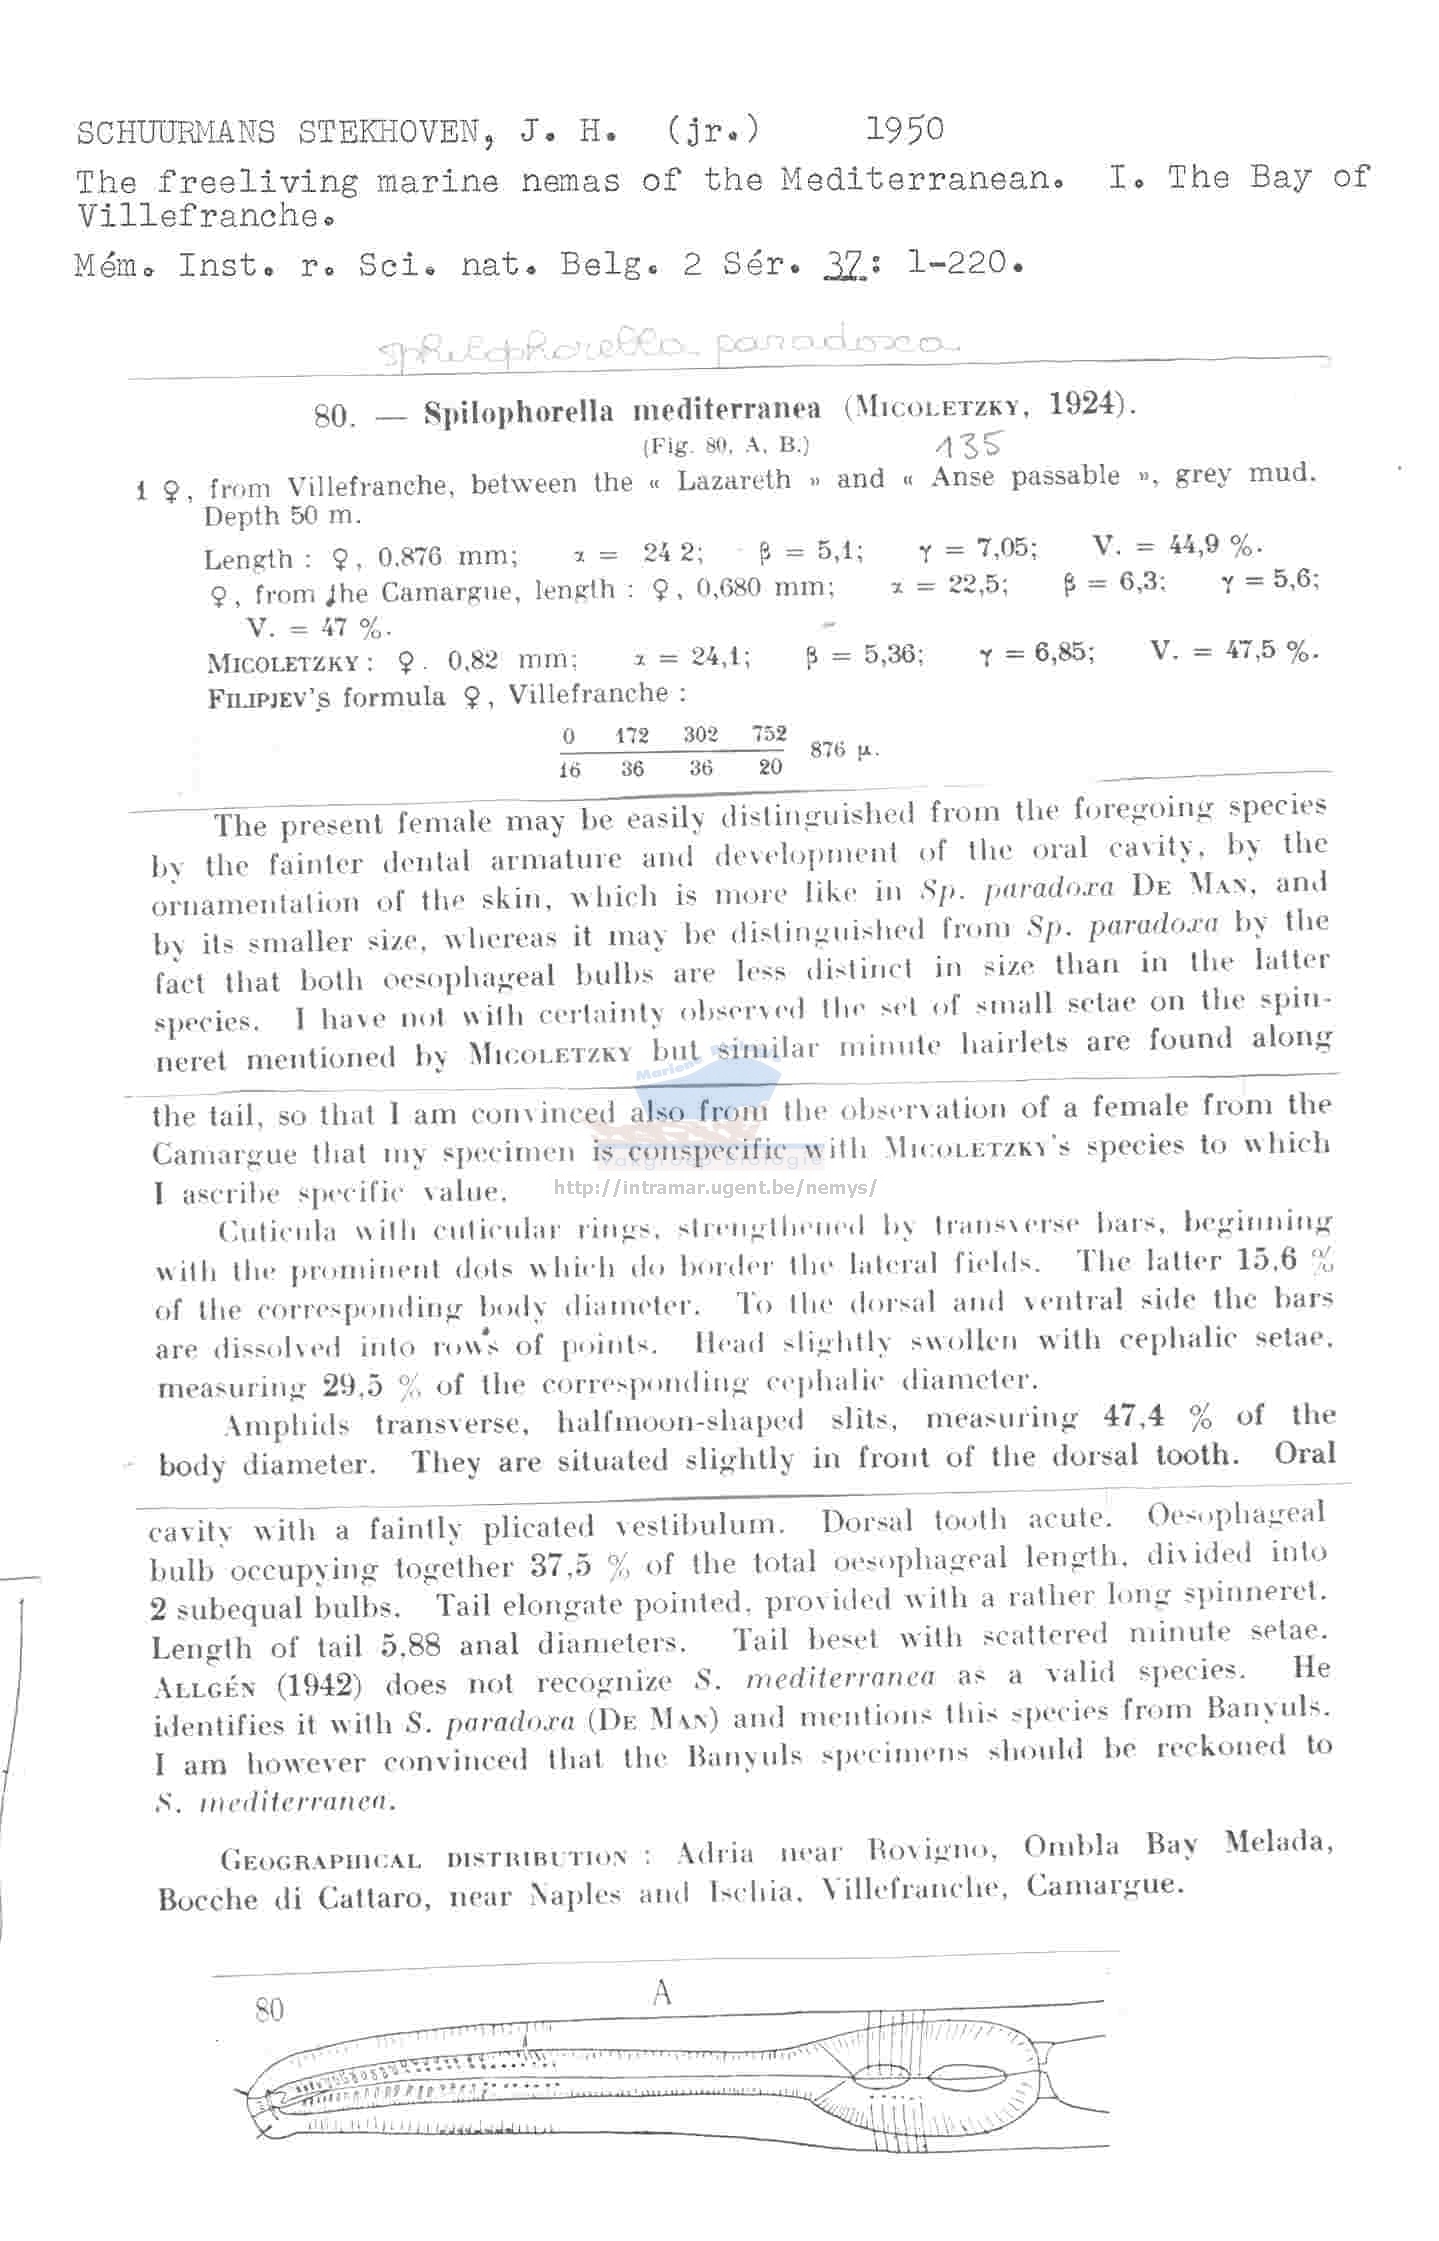 SCHUURMANS STEKHOVEN, J. H. (jr.) 1950
The freeliving marine nemas of the Mediterranean. I. The Bay of
Villefranche.
Mém. Inst. r. Sci. nat. Belg. 2 Sér. 37: 1-220.
sphilophorella paradoxa
80. — Spilophorella mediterranea (MICOLETZKY, 1924).
(Fig. 80, A, B.) 135
1 ♀, from Villefranche, between the « Lazareth » and « Anse passable », grey mud.
Depth 50 m.
Length : ♀, 0.876 mm; α = 24 2; β = 5,1; γ = 7,05; V. = 44,9 %.
♀, from the Camargue, length : ♀, 0,680 mm; α = 22,5; β = 6,3; γ = 5,6;
V. = 47 %.
MICOLETZKY : ♀. 0,82 mm; α = 24,1; β = 5,36; γ = 6,85; V. = 47,5 %.
FILIPJEV'S formula ♀, Villefranche :
0 172 302 752
876 µ.
16 36 36 20
The present female may be easily distinguished from the foregoing species
by the fainter dental armature and development of the oral cavity, by the
ornamentation of the skin, which is more like in Sp. paradoxa DE MAN, and
by its smaller size, whereas it may be distinguished from Sp. paradoxa by the
fact that both oesophageal bulbs are less distinct in size than in the latter
species. I have not with certainty observed the set of small setae on the spin-
neret mentioned by MICOLETZKY but similar minute hairlets are found along
the tail, so that I am convinced also from the observation of a female from the
Camargue that my specimen is conspecific with MICOLETZKY's species to which
Vakgroep Biologie
I ascribe specific value.
http://intramar.ugent.be/nemys/
Cuticula with cuticular rings, strengthened by transverse bars, beginning
with the prominent dots which do border the lateral fields. The latter 15,6 %
of the corresponding body diameter. To the dorsal and ventral side the bars
are dissolved into rows of points. Head slightly swollen with cephalic setae,
measuring 29,5 % of the corresponding cephalic diameter.
Amphids transverse, halfmoon-shaped slits, measuring 47,4 % of the
body diameter. They are situated slightly in front of the dorsal tooth. Oral
cavity with a faintly plicated vestibulum. Dorsal tooth acute. Oesophageal
bulb occupying together 37,5 % of the total oesophageal length, divided into
2 subequal bulbs. Tail elongate pointed, provided with a rather long spinneret.
Length of tail 5,88 anal diameters. Tail beset with scattered minute setae.
ALLGÉN (1942) does not recognize S. mediterranea as a valid species. He
identifies it with S. paradoxa (DE MAN) and mentions this species from Banyuls.
I am however convinced that the Banyuls specimens should be reckoned to
S. mediterranea.
GEOGRAPHICAL DISTRIBUTION : Adria near Rovigno, Ombla Bay Melada,
Bocche di Cattaro, near Naples and Ischia, Villefranche, Camargue.
80 A